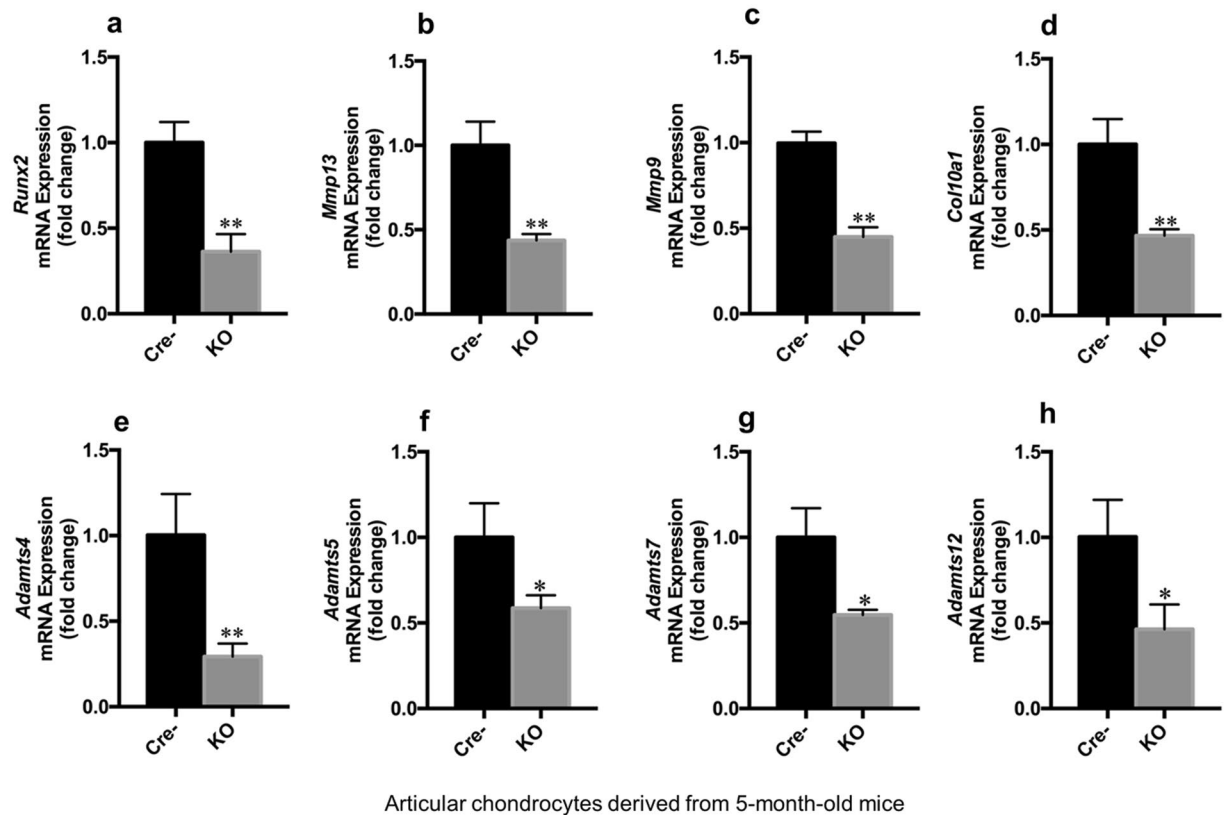 a
Runx2
mRNA Expression
(fold change)
1.5
1.0
0.5
0.0
**
Cre-
KO
b
Mmp13
mRNA Expression
(fold change)
1.5
1.0
0.5
0.0
**
Cre-
KO
c
Mmp9
mRNA Expression
(fold change)
1.5
1.0
0.5
0.0
**
Cre-
KO
d
Col10a1
mRNA Expression
(fold change)
1.5
1.0
0.5
0.0
**
Cre-
KO
e
Adamts4
mRNA Expression
(fold change)
1.5
1.0
0.5
0.0
**
Cre-
KO
f
Adamts5
mRNA Expression
(fold change)
1.5
1.0
0.5
0.0
*
Cre-
KO
g
Adamts7
mRNA Expression
(fold change)
1.5
1.0
0.5
0.0
*
Cre-
KO
h
Adamts12
mRNA Expression
(fold change)
1.5
1.0
0.5
0.0
*
Cre-
KO
Articular chondrocytes derived from 5-month-old mice